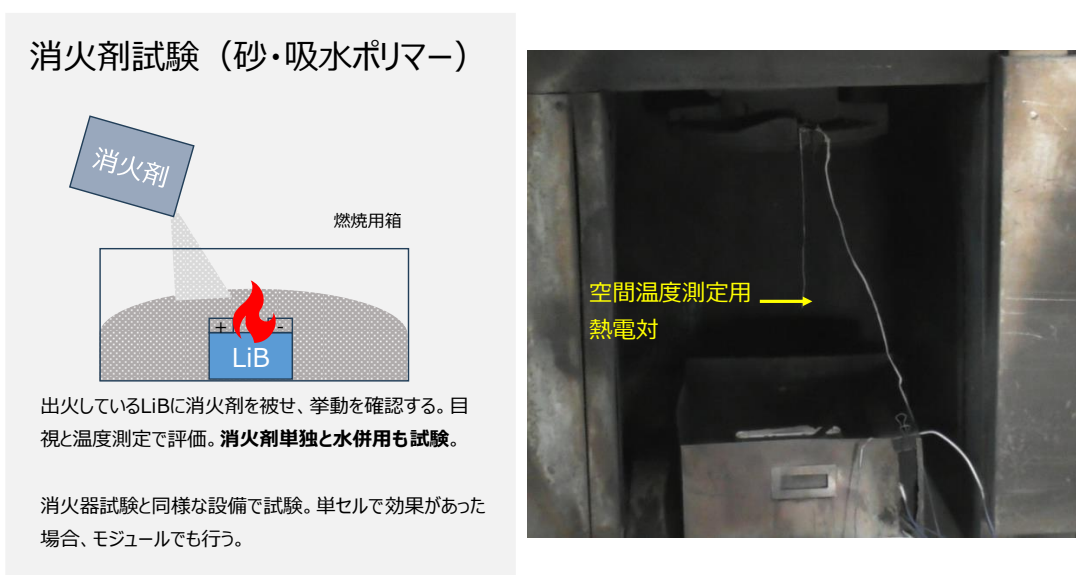 消火剤試験（砂・吸水ポリマー）
消火剤
燃焼用箱
+ -
LiB
出火しているLiBに消火剤を被せ、挙動を確認する。目
視と温度測定で評価。消火剤単独と水併用も試験。
消火器試験と同様な設備で試験。単セルで効果があった
場合、モジュールでも行う。
空間温度測定用
熱電対